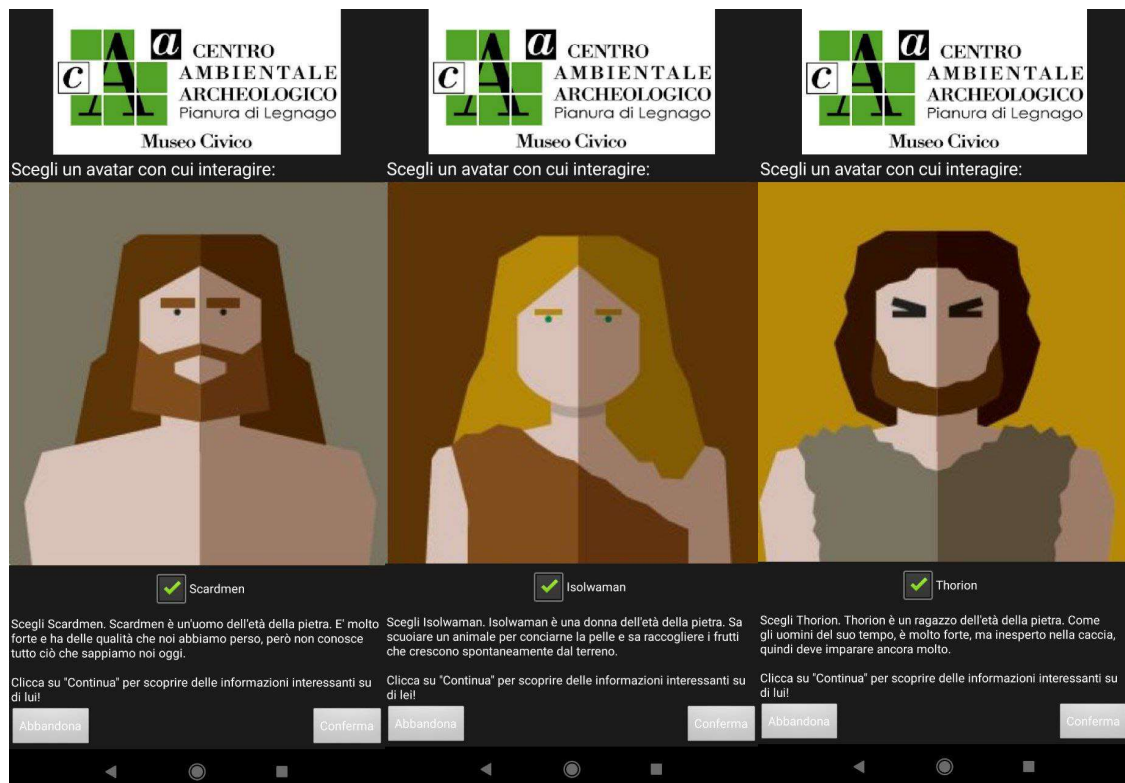 c A a
CENTRO
AMBIENTALE
ARCHEOLOGICO
Pianura di Legnago
Museo Civico
Scegli un avatar con cui interagire:
Scardmen
Scegli Scardmen. Scardmen è un'uomo dell'età della pietra. E' molto
forte e ha delle qualità che noi abbiamo perso, però non conosce
tutto ciò che sappiamo noi oggi.
Clicca su "Continua" per scoprire delle informazioni interessanti su
di lui!
Abbandona
Conferma
c A a
CENTRO
AMBIENTALE
ARCHEOLOGICO
Pianura di Legnago
Museo Civico
Scegli un avatar con cui interagire:
Isolwaman
Scegli Isolwaman. Isolwaman è una donna dell'età della pietra. Sa
scuoiare un animale per conciarne la pelle e sa raccogliere i frutti
che crescono spontaneamente dal terreno.
Clicca su "Continua" per scoprire delle informazioni interessanti su
di lei!
Abbandona
Conferma
c A a
CENTRO
AMBIENTALE
ARCHEOLOGICO
Pianura di Legnago
Museo Civico
Scegli un avatar con cui interagire:
Thorion
Scegli Thorion. Thorion è un ragazzo dell'età della pietra. Come
gli uomini del suo tempo, è molto forte, ma inesperto nella caccia,
quindi deve imparare ancora molto.
Clicca su "Continua" per scoprire delle informazioni interessanti su
di lui!
Abbandona
Conferma